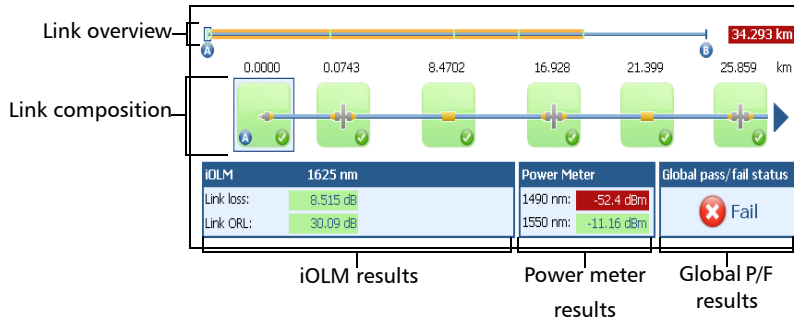 Link overview
34.293 km
A
B
0.0000 0.0743 8.4702 16.928 21.399 25.859 km
Link composition
A
iOLM 1625 nm
Link loss: 8.515 dB
Link ORL: 30.09 dB
Power Meter
1490 nm: -52.4 dBm
1550 nm: -11.16 dBm
Global pass/fail status
Fail
iOLM results
Power meter
results
Global P/F
results